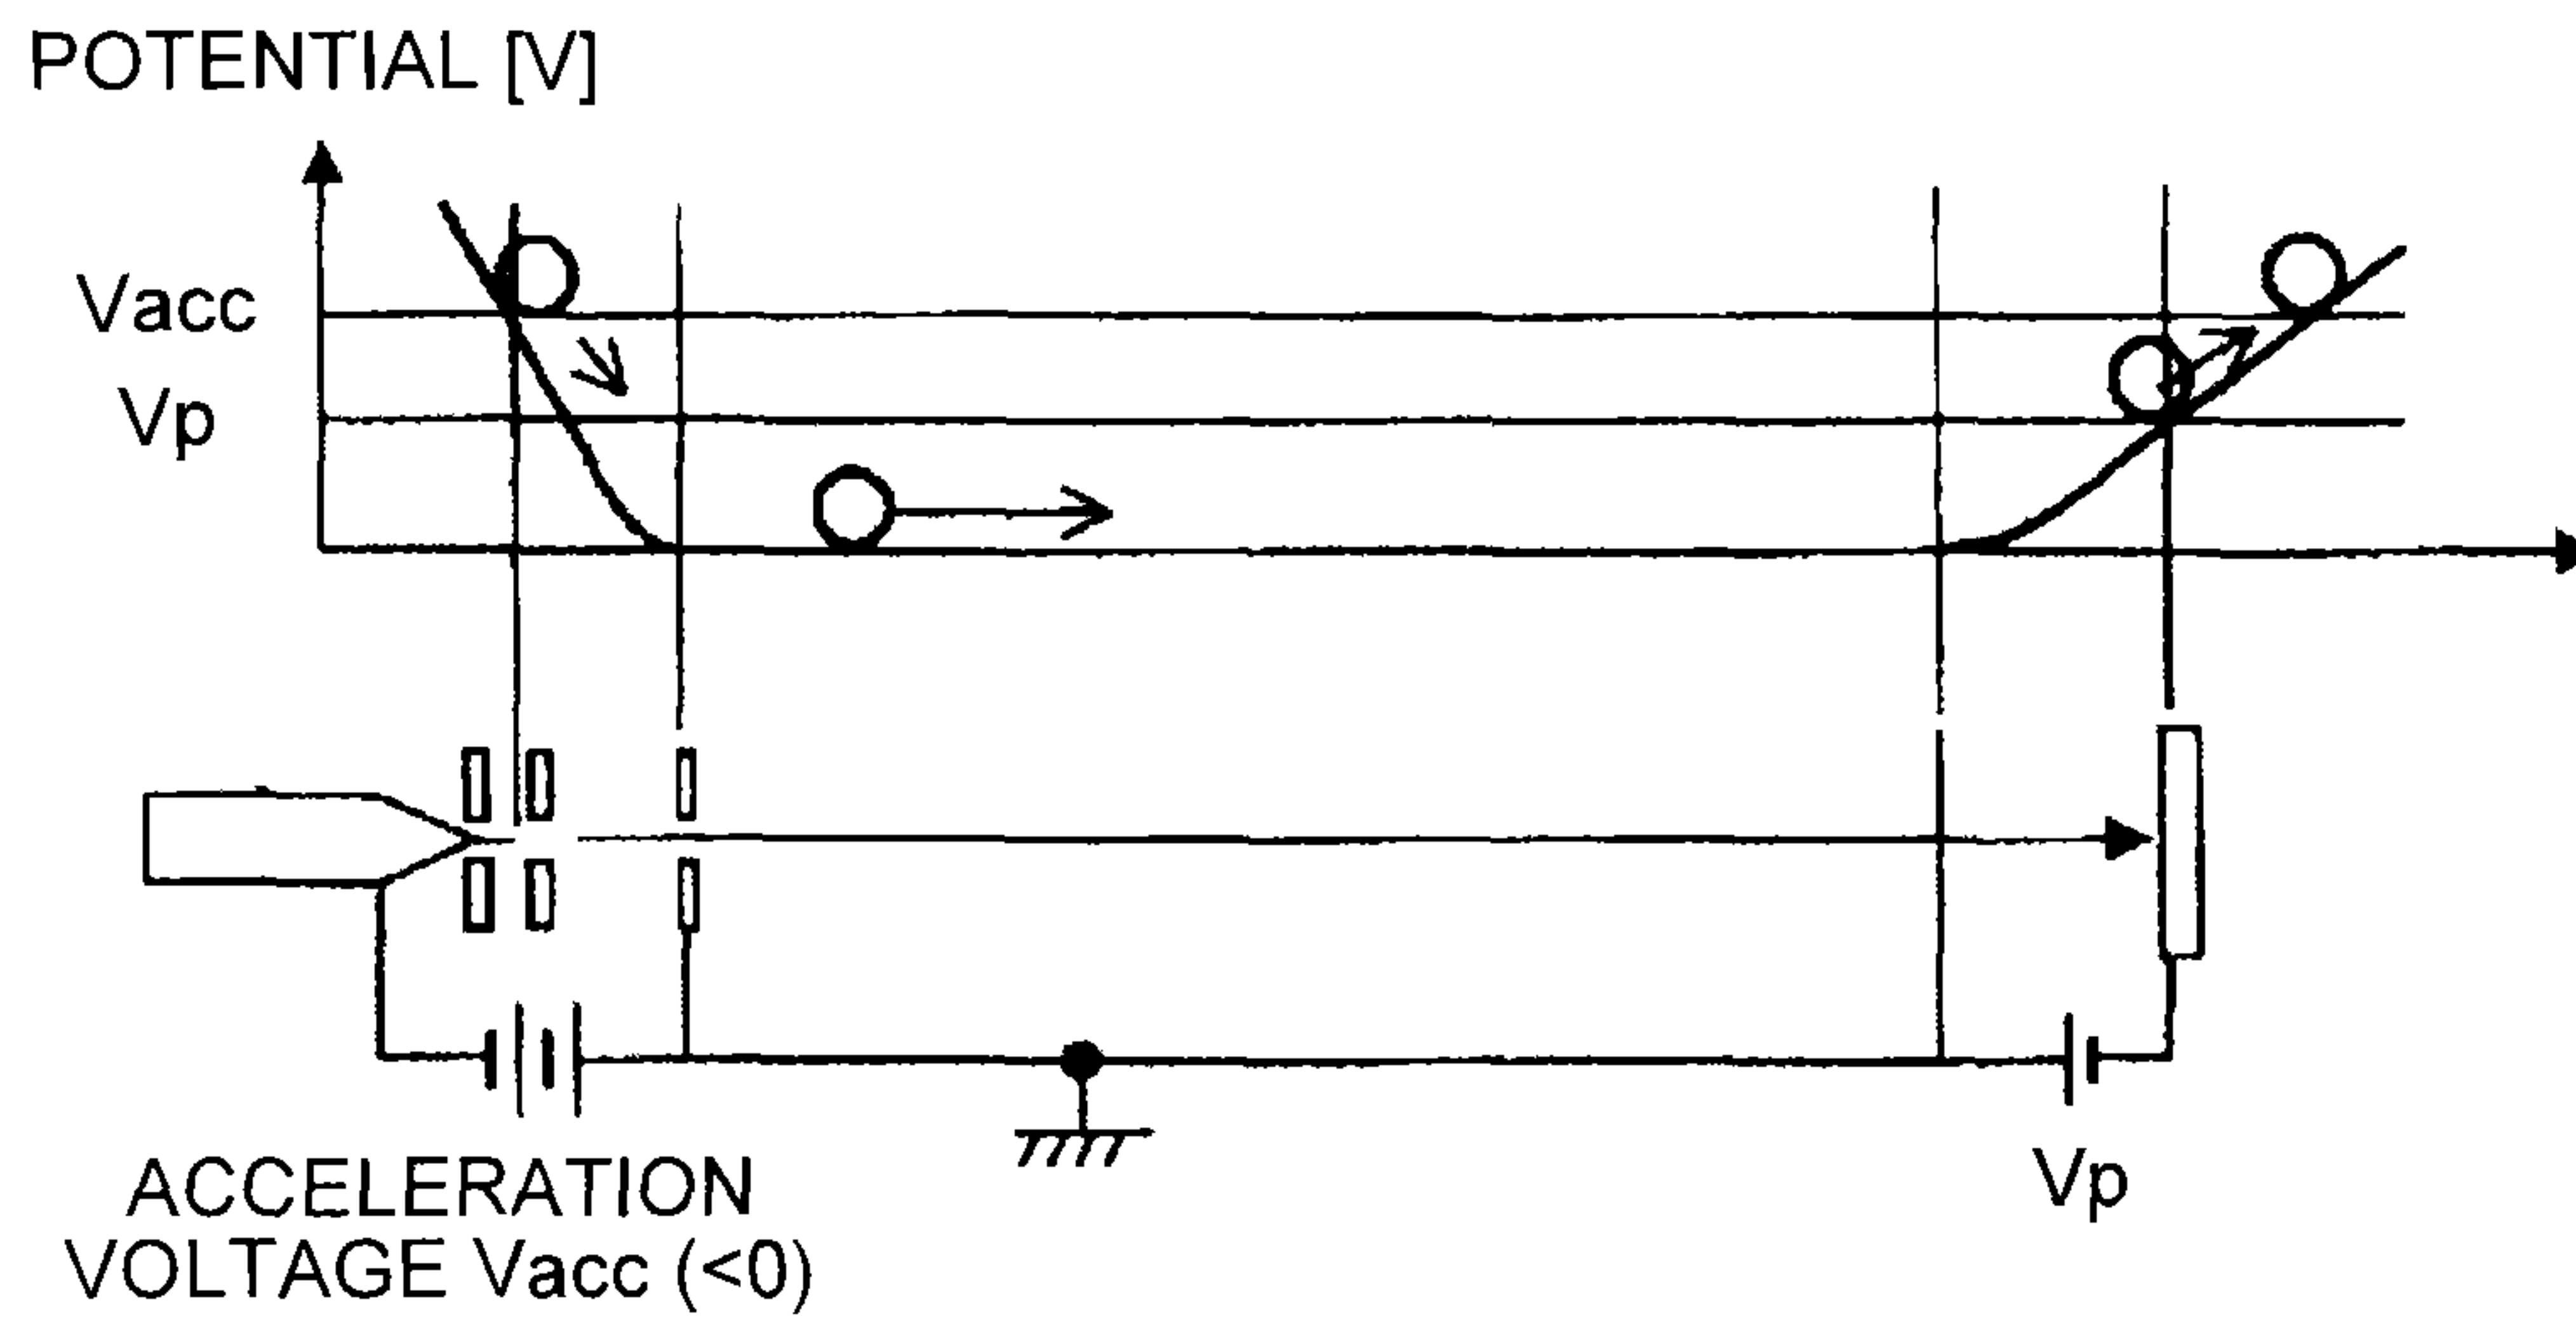 POTENTIAL [V]
Vacc
Vp
Vp
ACCELERATION
VOLTAGE Vacc (<0)